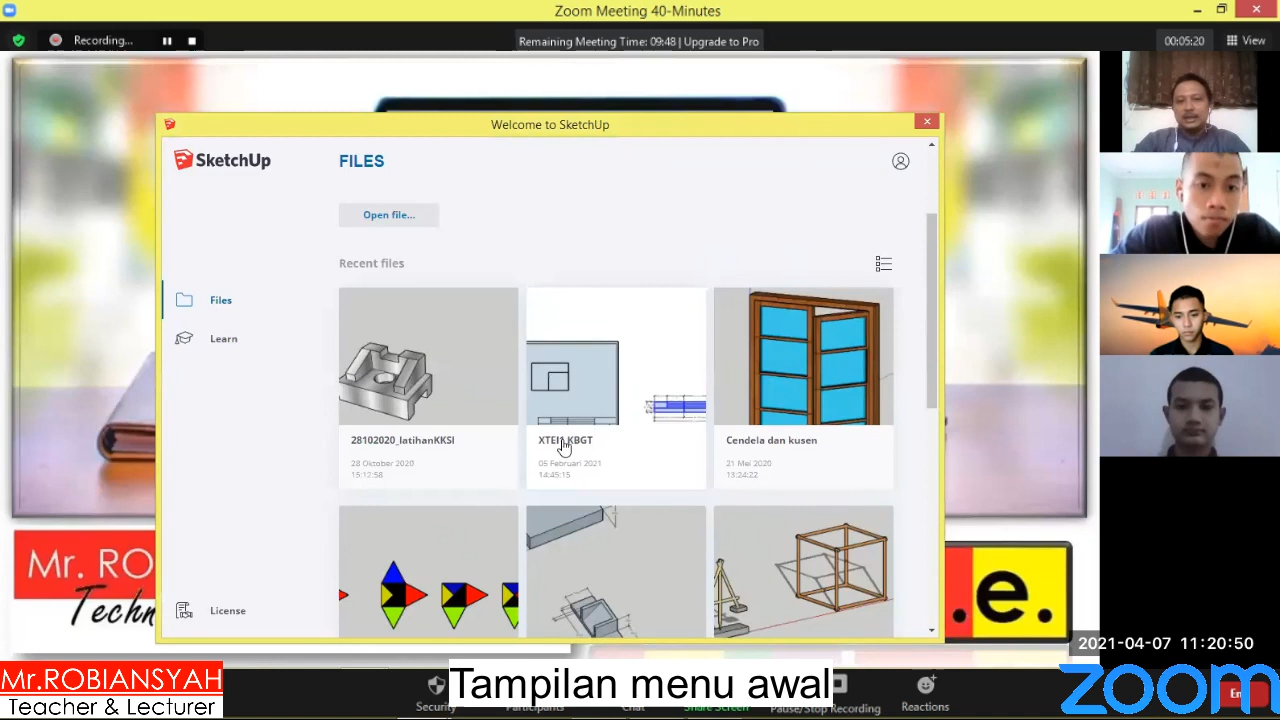 Zoom Meeting 40-Minutes
Recording...
Remaining Meeting Time: 09:48 | Upgrade to Pro
00:05:20
View
Welcome to SketchUp
SketchUp
FILES
Open file...
Recent files
Files
Learn
28102020_latihanKKSI
28 Oktober 2020
15:12:58
KBGT
05 Februari 2021
14:45:15
Cendela dan kusen
21 Mei 2020
13:24:22
License
Mr. RO
Techn
.e.
2021-04-07 11:20:50
Mr.ROBIANSYAH
Teacher & Lecturer
Tampilan menu awal
Security
Participants
Chat
Share Screen
Pause/Stop Recording
Reactions
zoom
En